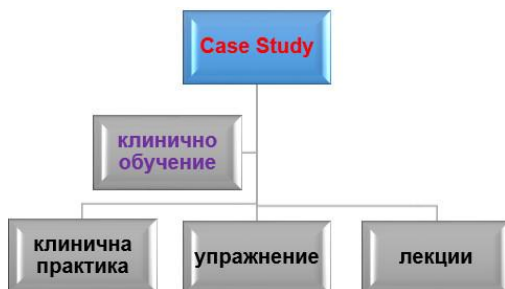 Case Study
клинично
обучение
клинична
практика
упражнение
лекции